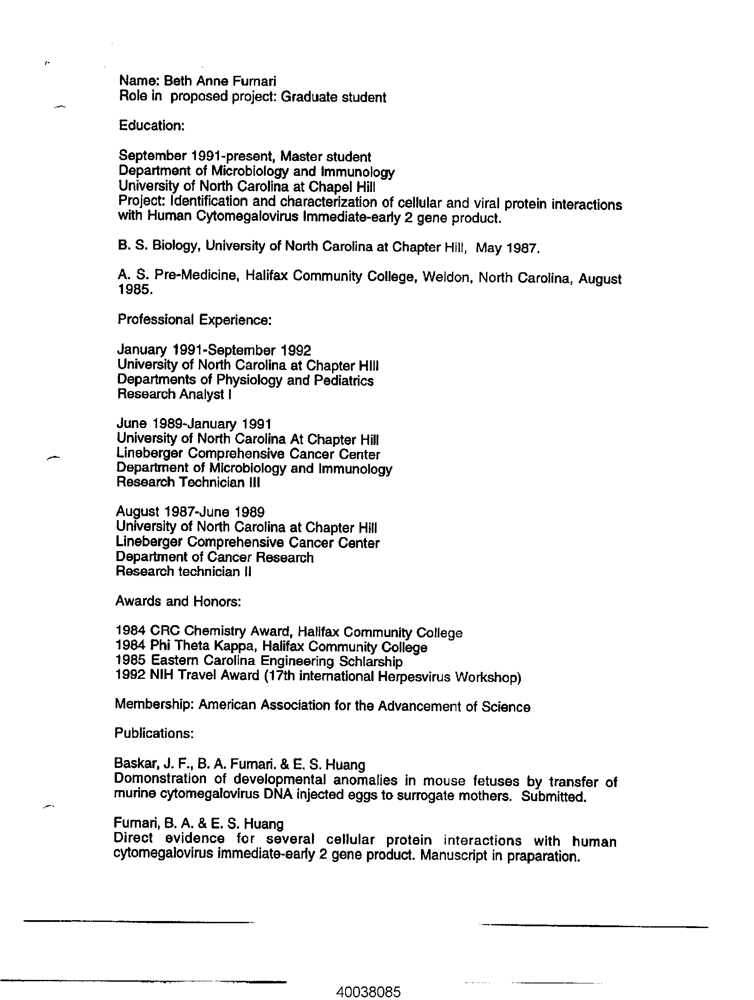 Name: Beth Anne Furnari
Role in proposed project: Graduate student
Education:
September 1991-present, Master student
Department of Microbiology and Immunology
University of North Carolina at Chapel Hill
Project: Identification and characterization of cellular and viral protein interactions
with Human Cytomegalovirus Immediate-early 2 gene product.
B. S. Biology, University of North Carolina at Chapter Hill, May 1987.
A. S. Pre-Medicine, Halifax Community College, Weldon, North Carolina, August
1985.
Professional Experience:
January 1991-September 1992
University of North Carolina at Chapter Hill
Departments of Physiology and Pediatrics
Research Analyst I
June 1989-January 1991
University of North Carolina At Chapter Hill
Lineberger Comprehensive Cancer Center
Department of Microbiology and Immunology
Research Technician III
August 1987-June 1989
University of North Carolina at Chapter Hill
Lineberger Comprehensive Cancer Center
Department of Cancer Research
Research technician II
Awards and Honors:
1984 CRC Chemistry Award, Halifax Community College
1984 Phi Theta Kappa, Halifax Community College
1985 Eastern Carolina Engineering Schlarship
1992 NIH Travel Award (17th international Herpesvirus Workshop)
Membership: American Association for the Advancement of Science
Publications:
Baskar, J. F., B. A. Furnari. & E. S. Huang
Domonstration of developmental anomalies in mouse fetuses by transfer of
murine cytomegalovirus DNA injected eggs to surrogate mothers. Submitted.
Furnari, B. A. & E. S. Huang
Direct evidence for several cellular protein interactions with human
cytomegalovirus immediate-early 2 gene product. Manuscript in praparation.
40038085